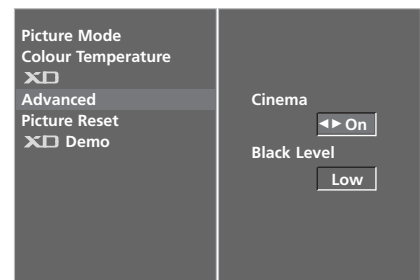 Picture Mode
Colour Temperature
XD
Advanced
Picture Reset
XD Demo
Cinema
◄► On
Black Level
Low